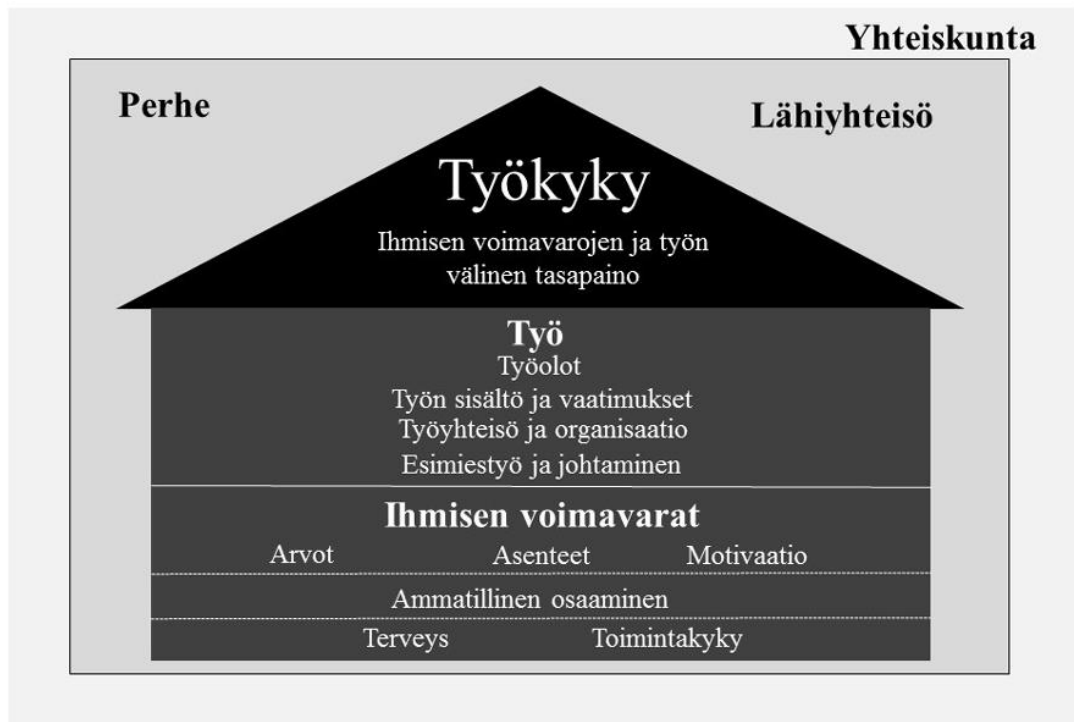 Yhteiskunta
Perhe
Lähiyhteisö
Työkyky
Ihmisen voimavarojen ja työn
välinen tasapaino
Työ
Työolot
Työn sisältö ja vaatimukset
Työyhteisö ja organisaatio
Esimiestyö ja johtaminen
Ihmisen voimavarat
Arvot Asenteet Motivaatio
Ammatillinen osaaminen
Terveys Toimintakyky